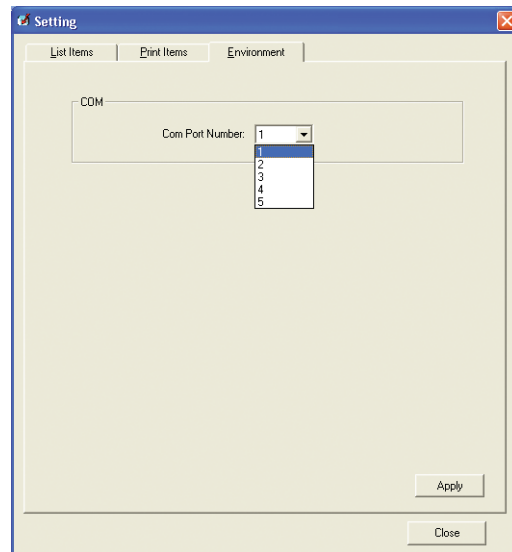 Setting
List Items Print Items Environment
COM
Com Port Number: 1
1
2
3
4
5
Apply
Close